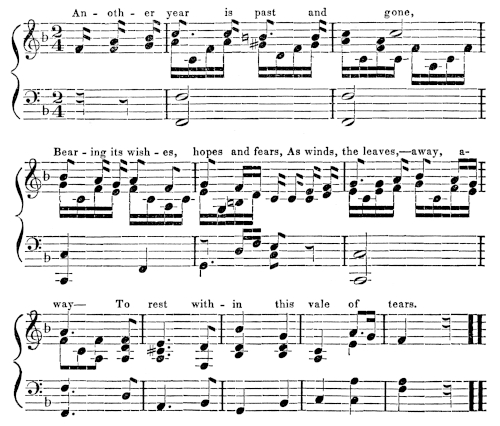 An - oth - er year is past and gone,
Bear - ing its wish - es, hopes and fears, As winds, the leaves,—away, a-
way— To rest with - in this vale of tears.